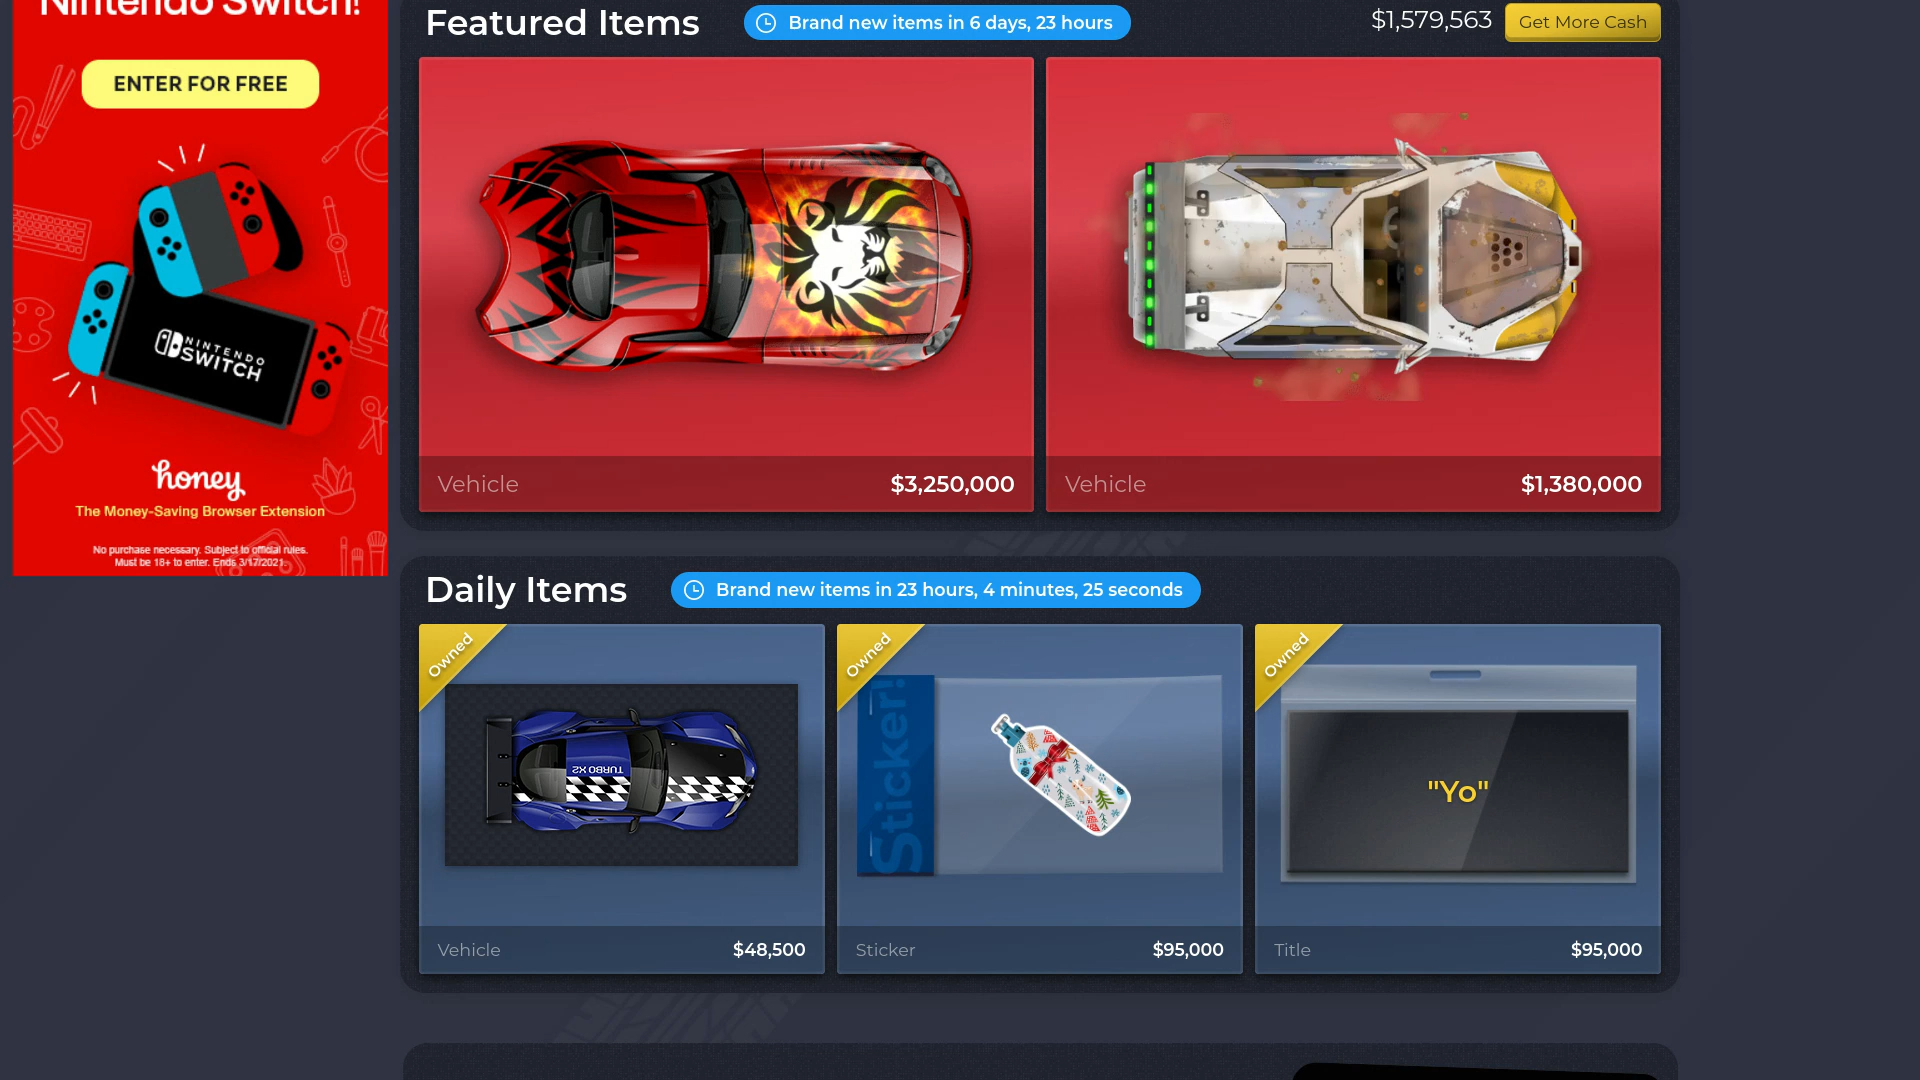 Nintendo Switch!
ENTER FOR FREE
NINTENDO
SWITCH
honey
The Money-Saving Browser Extension
No purchase necessary. Subject to official rules.
Must be 18+ to enter. Ends 3/17/2021.
Featured Items
Brand new items in 6 days, 23 hours
$1,579,563
Get More Cash
Vehicle
$3,250,000
Vehicle
$1,380,000
Daily Items
Brand new items in 23 hours, 4 minutes, 25 seconds
Owned
TURBO X2
Vehicle
$48,500
Owned
Sticker!
Sticker
$95,000
Owned
"Yo"
Title
$95,000